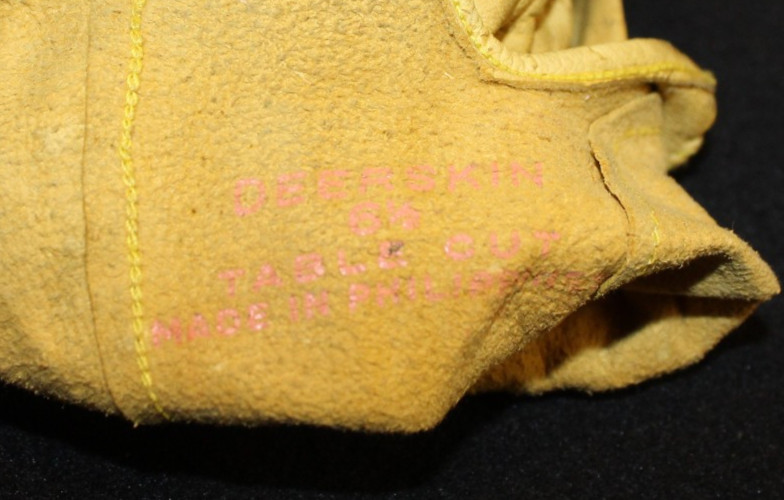 DEERSKIN
6½
TABLE CUT
MADE IN PHILIPPINES